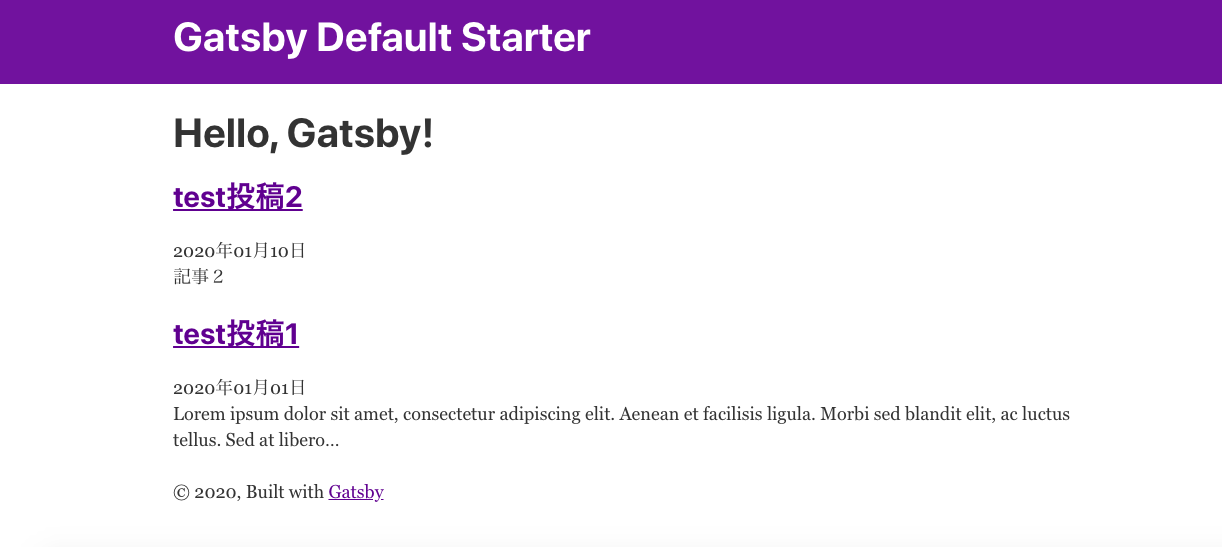 Gatsby Default Starter
Hello, Gatsby!
test投稿2
2020年01月10日
記事２
test投稿1
2020年01月01日
Lorem ipsum dolor sit amet, consectetur adipiscing elit. Aenean et facilisis ligula. Morbi sed blandit elit, ac luctus
tellus. Sed at libero…
© 2020, Built with Gatsby